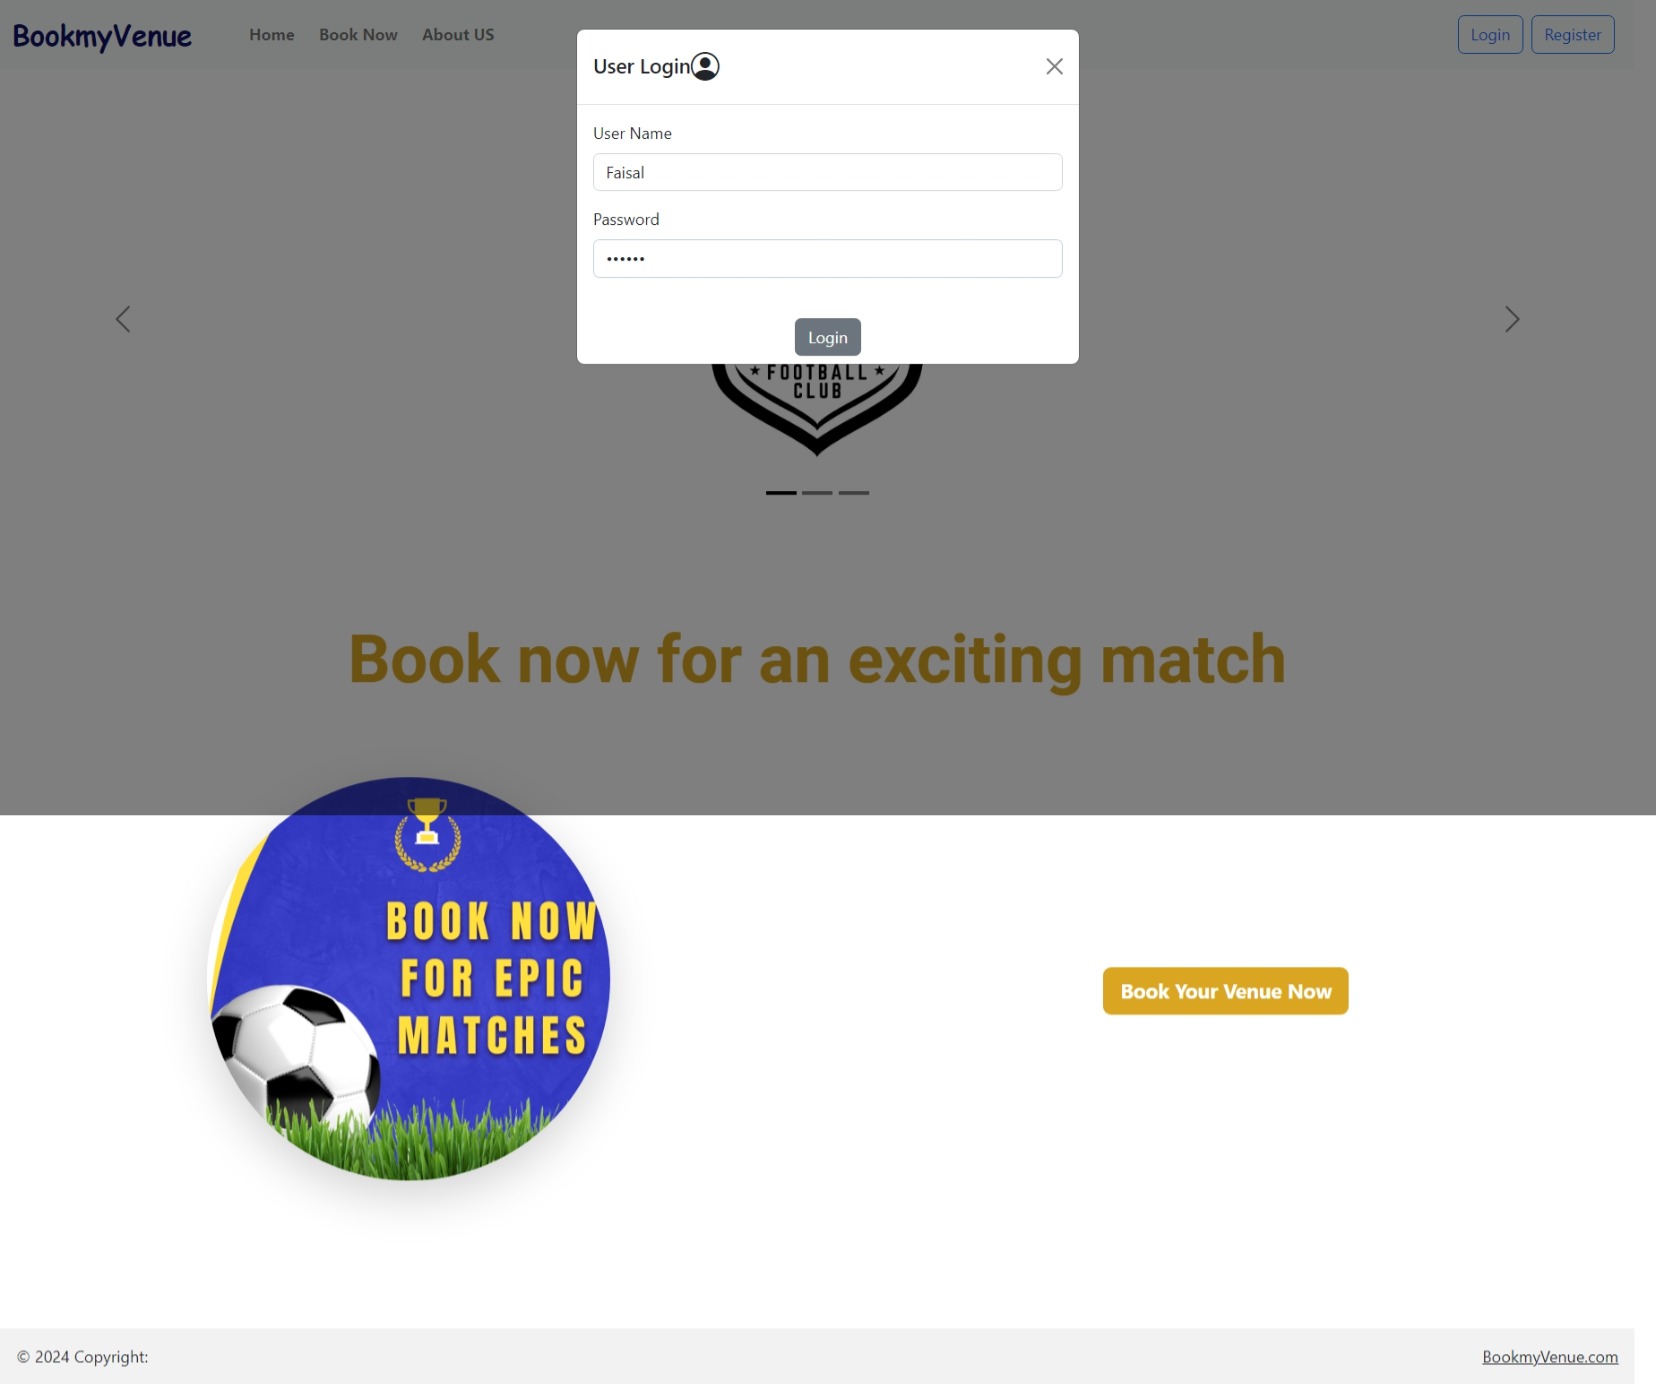 BookmyVenue
Home
Book Now
About US
Login
Register
User Login
User Name
Faisal
Password
••••••
Login
FOOTBALL
CLUB
Book now for an exciting match
BOOK NOW
FOR EPIC
MATCHES
Book Your Venue Now
© 2024 Copyright:
BookmyVenue.com